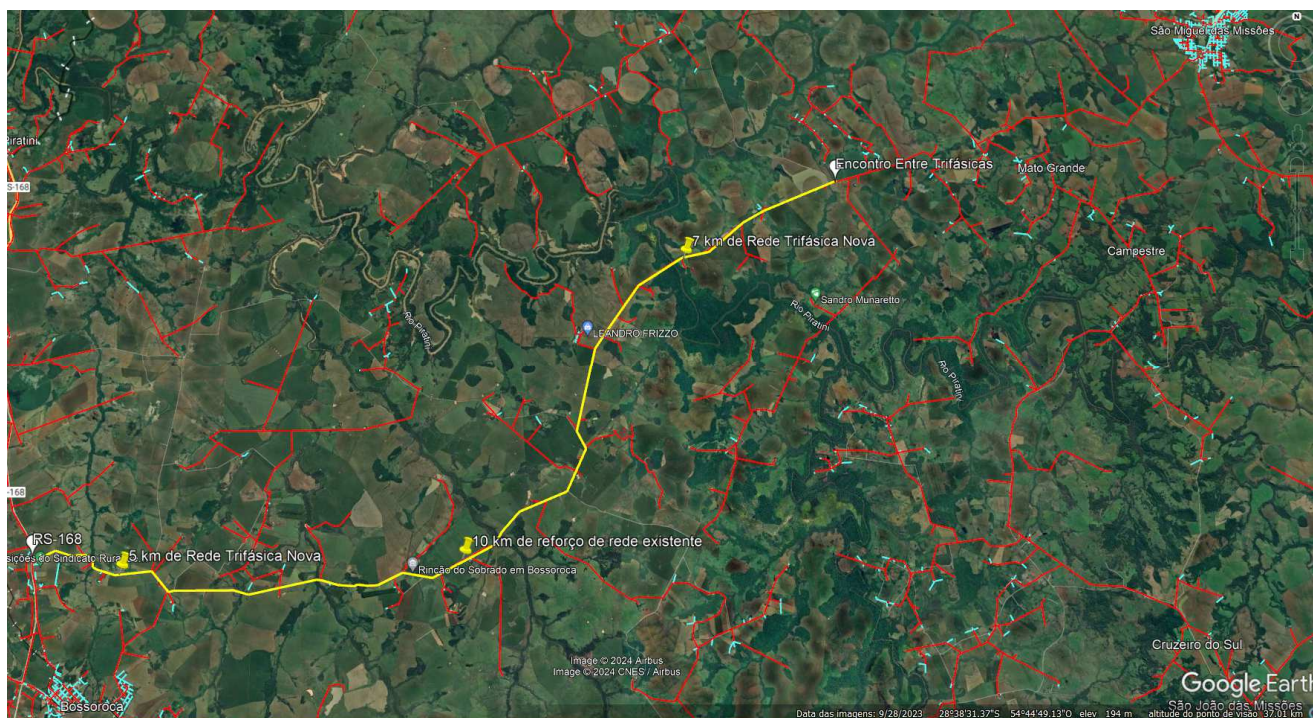 São Miguel das Missões
N
Piratini
Encontro Entre Trifásicas
Mato Grande
S-168
7 km de Rede Trifásica Nova
Campestre
Sandro Munaretto
Rio Piratini
Rio Piratini
LEANDRO FRIZZO
Rio Piratini
-168
RS-168
5 km de Rede Trifásica Nova
10 km de reforço de rede existente
sições do Sindicato Rura
Rincão do Sobrado em Bossoroca
Cruzeiro do Sul
Image © 2024 Airbus
Image © 2024 CNES / Airbus
Google Earth
Bossoroca
São João das Missões
Data das imagens: 9/28/2023 28°38'31.37"S 54°44'49.13"O elev 194 m altitude do ponto de visão 37.01 km